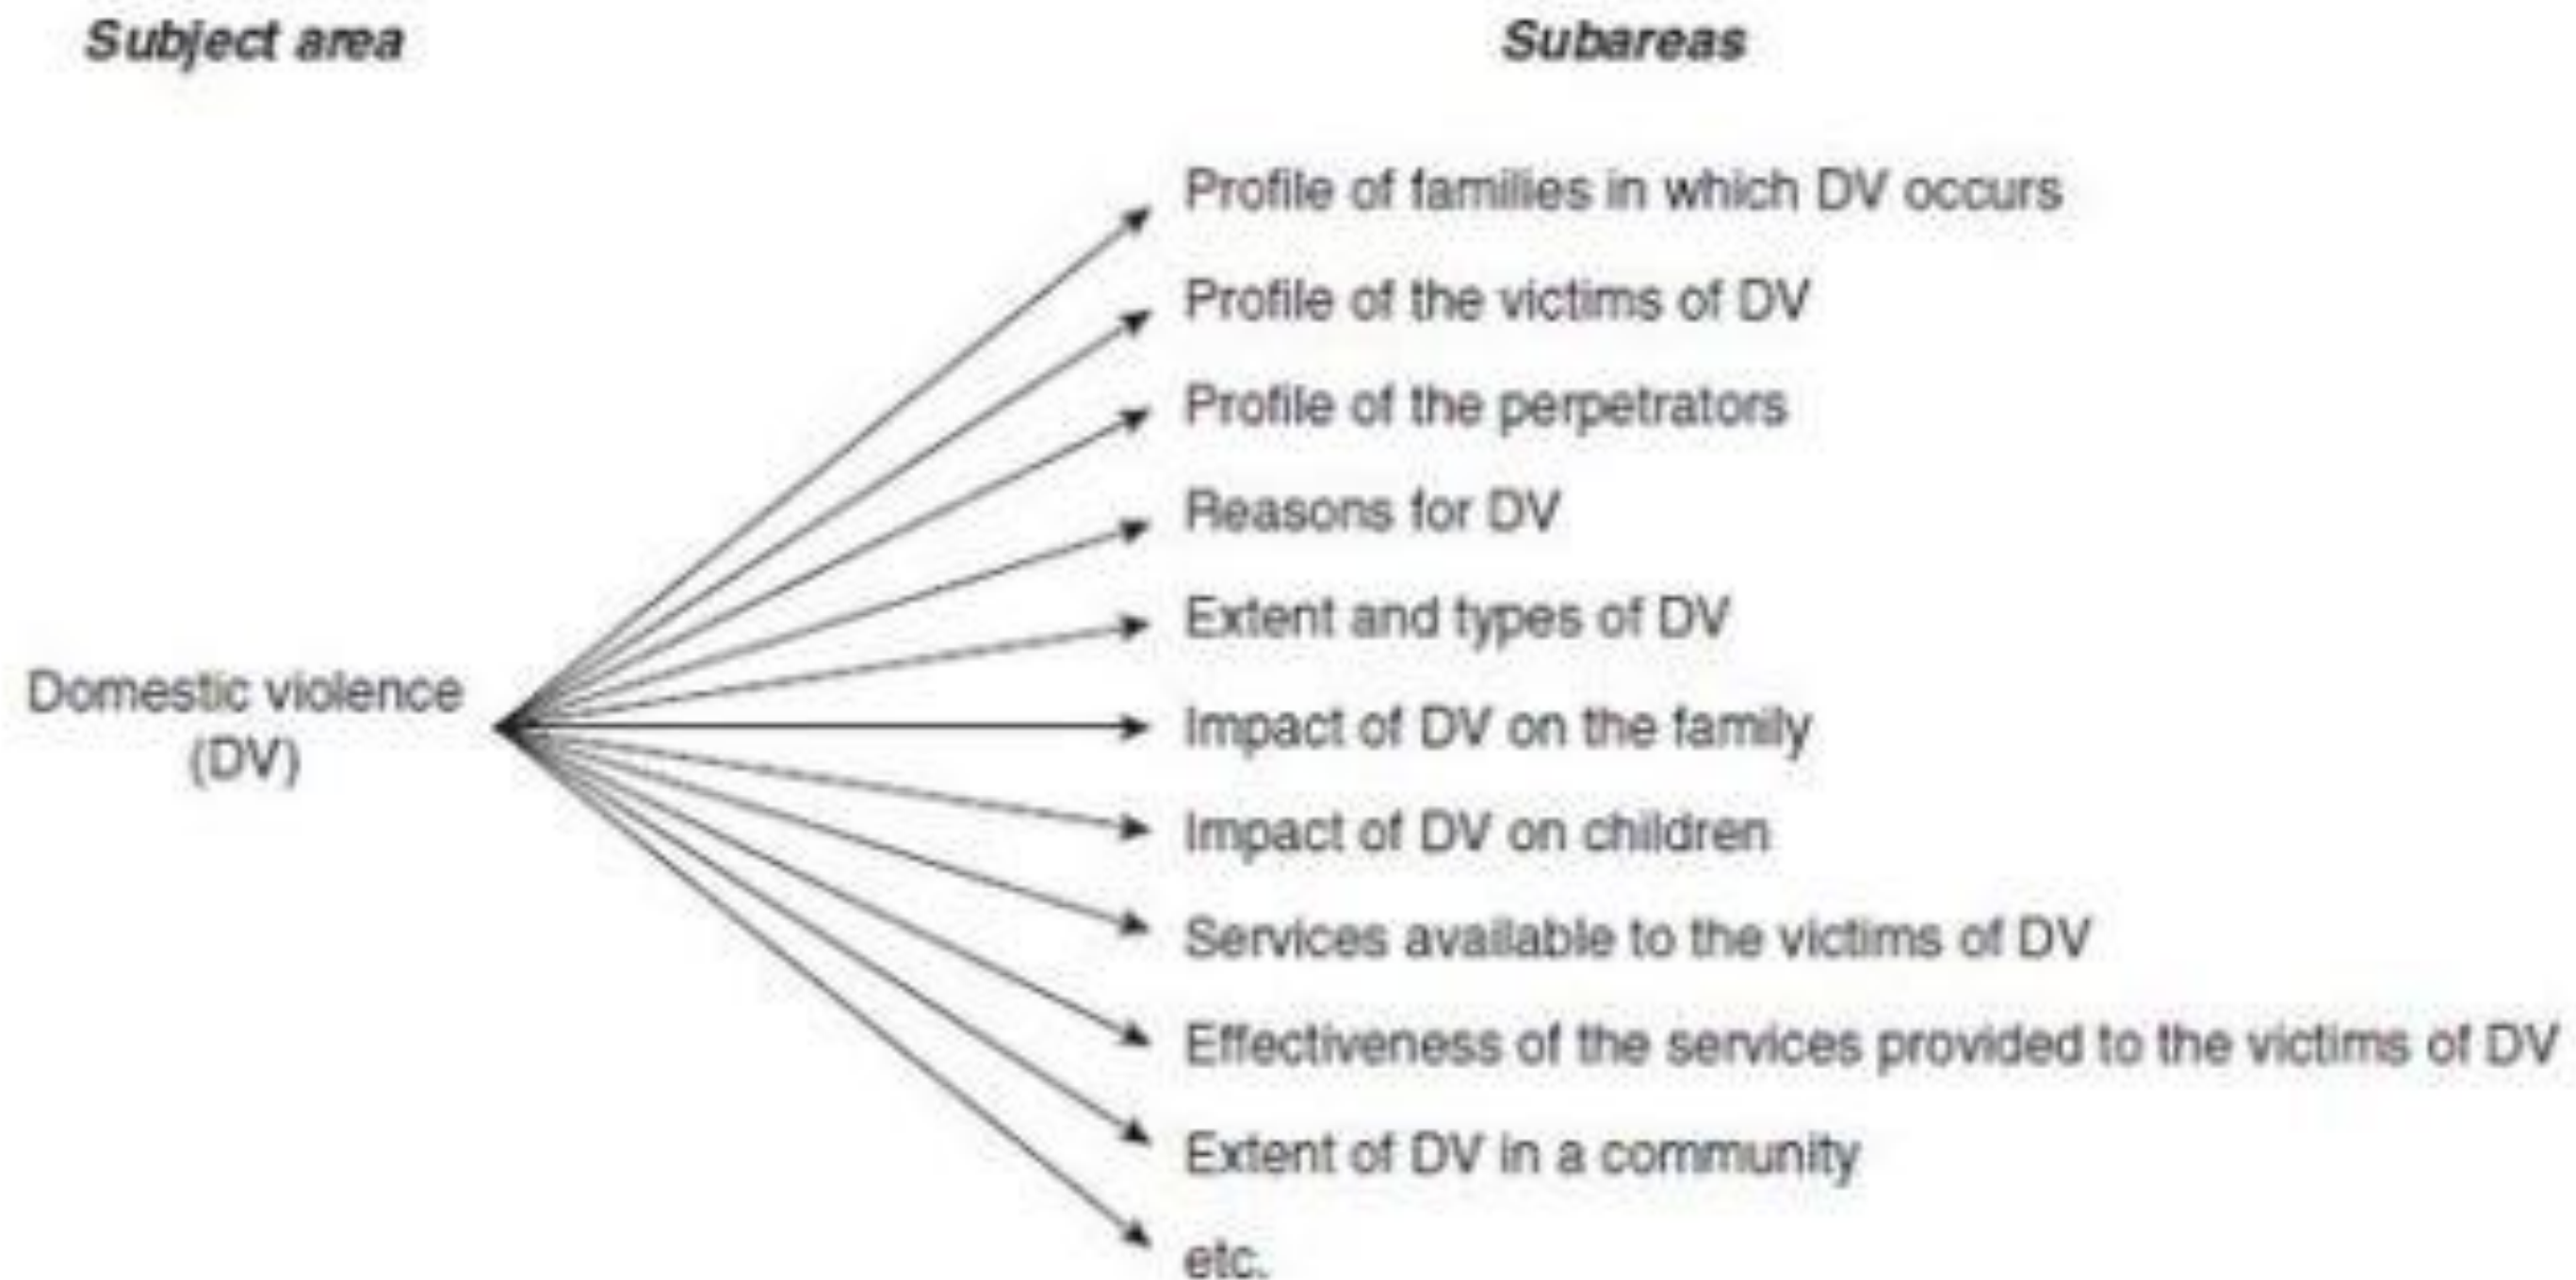 Subject area
Subareas
Profile of families in which DV occurs
Profile of the victims of DV
Profile of the perpetrators
Reasons for DV
Extent and types of DV
Domestic violence
(DV)
Impact of DV on the family
Impact of DV on children
Services available to the victims of DV
Effectiveness of the services provided to the victims of DV
Extent of DV in a community
etc.